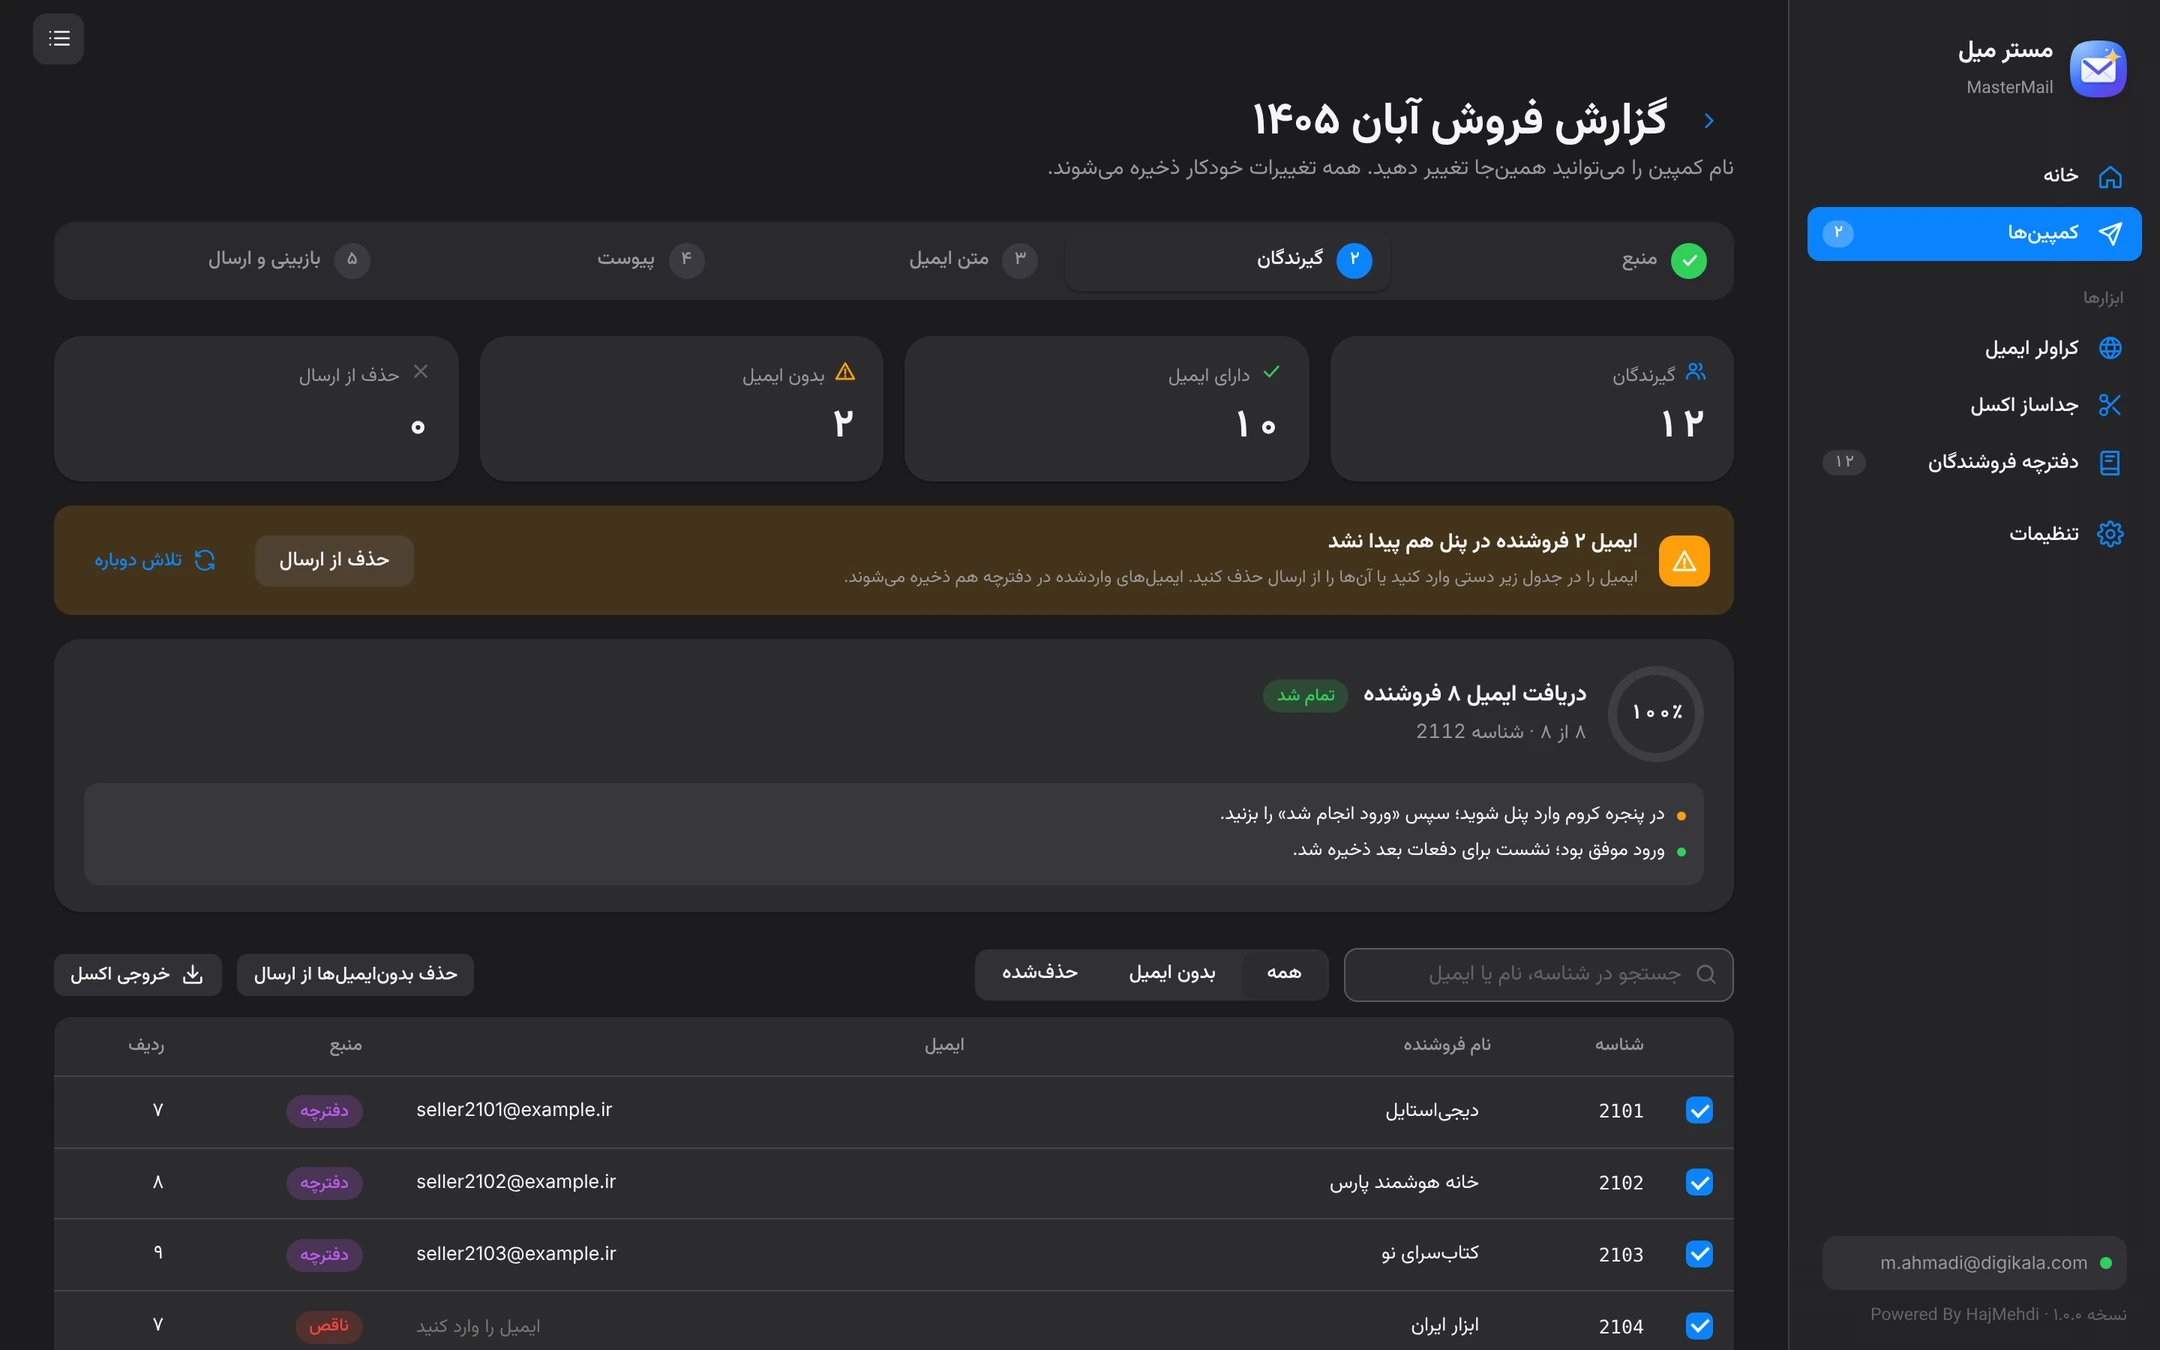 مستر میل
MasterMail
خانه
کمپین‌ها ۲
ابزارها
کراولر ایمیل
جداساز اکسل
دفترچه فروشندگان ۱۲
تنظیمات
m.ahmadi@digikala.com
نسخه ۱.۰.۰ · Powered By HajMehdi
گزارش فروش آبان ۱۴۰۵
نام کمپین را می‌توانید همین‌جا تغییر دهید. همه تغییرات خودکار ذخیره می‌شوند.
منبع
۲ گیرندگان
۳ متن ایمیل
۴ پیوست
۵ بازبینی و ارسال
گیرندگان
۱۲
دارای ایمیل
۱۰
بدون ایمیل
۲
حذف از ارسال
۰
ایمیل ۲ فروشنده در پنل هم پیدا نشد
ایمیل را در جدول زیر دستی وارد کنید یا آن‌ها را از ارسال حذف کنید. ایمیل‌های واردشده در دفترچه هم ذخیره می‌شوند.
حذف از ارسال
تلاش دوباره
۱۰۰٪
دریافت ایمیل ۸ فروشنده تمام شد
۸ از ۸ · شناسه 2112
در پنجره کروم وارد پنل شوید؛ سپس «ورود انجام شد» را بزنید.
ورود موفق بود؛ نشست برای دفعات بعد ذخیره شد.
جستجو در شناسه، نام یا ایمیل
همه بدون ایمیل حذف‌شده
حذف بدون‌ایمیل‌ها از ارسال
خروجی اکسل
شناسه نام فروشنده ایمیل منبع ردیف
2101 دیجی‌استایل seller2101@example.ir دفترچه ۷
2102 خانه هوشمند پارس seller2102@example.ir دفترچه ۸
2103 کتاب‌سرای نو seller2103@example.ir دفترچه ۹
2104 ابزار ایران ایمیل را وارد کنید ناقص ۷